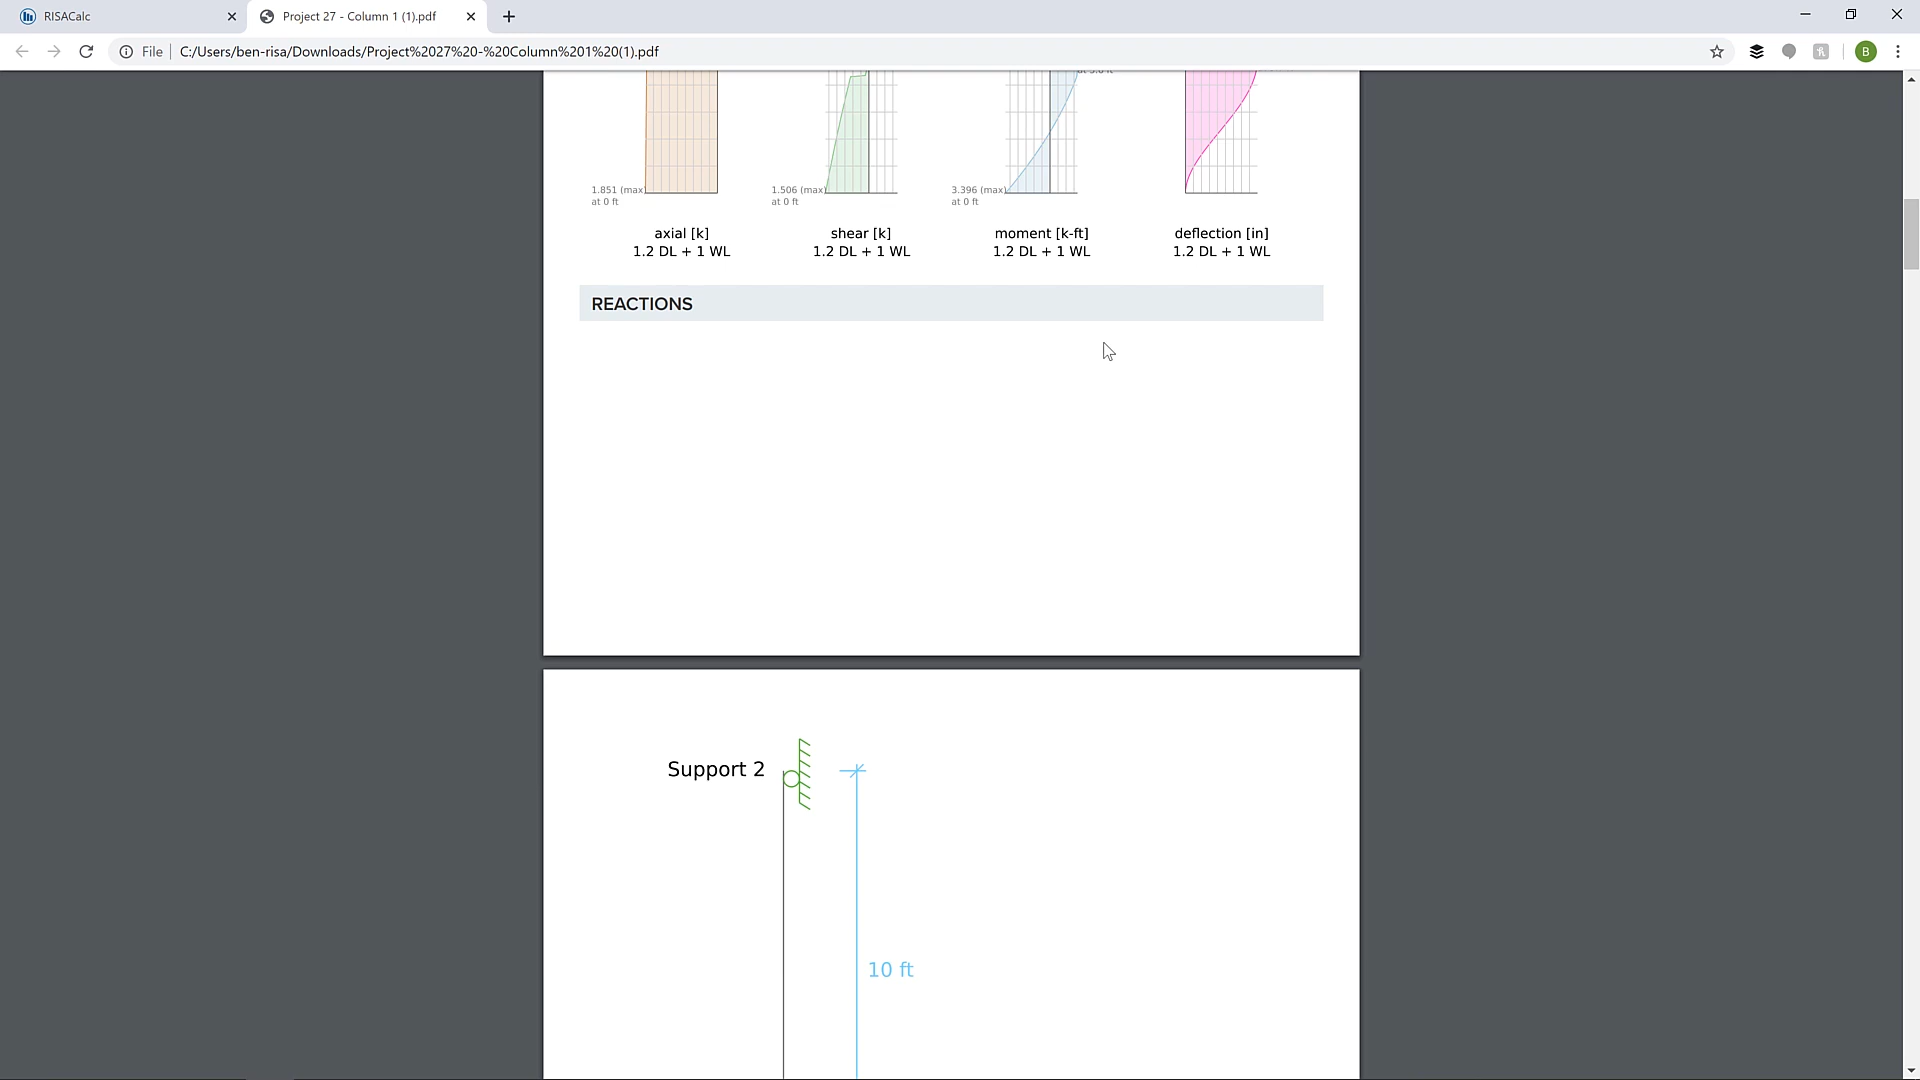 RISACalc
Project 27 - Column 1 (1).pdf
File
C:/Users/ben-risa/Downloads/Project%2027%20-%20Column%201%20(1).pdf
B
1.851 (max)
at 0 ft
1.506 (max)
at 0 ft
3.396 (max)
at 0 ft
axial [k]
1.2 DL + 1 WL
shear [k]
1.2 DL + 1 WL
moment [k-ft]
1.2 DL + 1 WL
deflection [in]
1.2 DL + 1 WL
REACTIONS
Support 2
10 ft